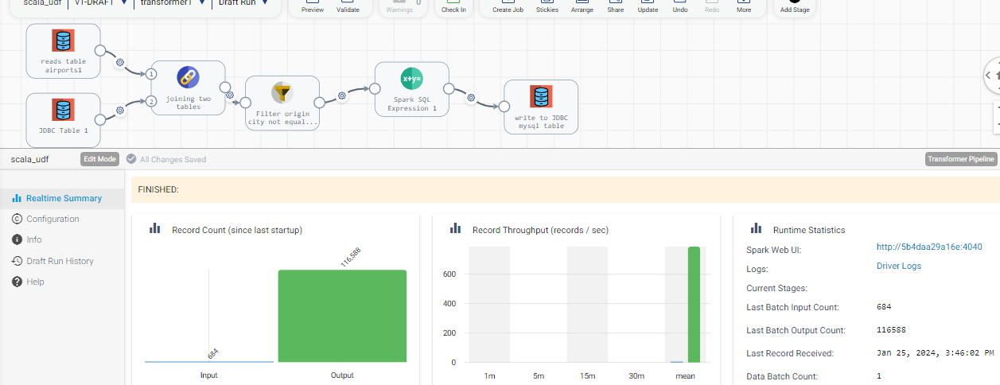 scala_udf V1-DRAFT transformer1 Draft Run
Preview Validate Warnings 0 Check In Create Job Stickies Arrange Share Update Undo Redo More Add Stage
reads table
airports1
JDBC Table 1
1
2
joining two
tables
Filter origin
city not equal...
x+y=
Spark SQL
Expression 1
write to JDBC
mysql table
scala_udf Edit Mode All Changes Saved Transformer Pipeline
Realtime Summary
Configuration
Info
Draft Run History
Help
FINISHED:
Record Count (since last startup)
116,588
684
Input Output
Record Throughput (records / sec)
600
400
200
0
1m 5m 15m 30m mean
Runtime Statistics
Spark Web UI: http://5b4daa29a16e:4040
Logs: Driver Logs
Current Stages:
Last Batch Input Count: 684
Last Batch Output Count: 116588
Last Record Received: Jan 25, 2024, 3:46:02 PM
Data Batch Count: 1